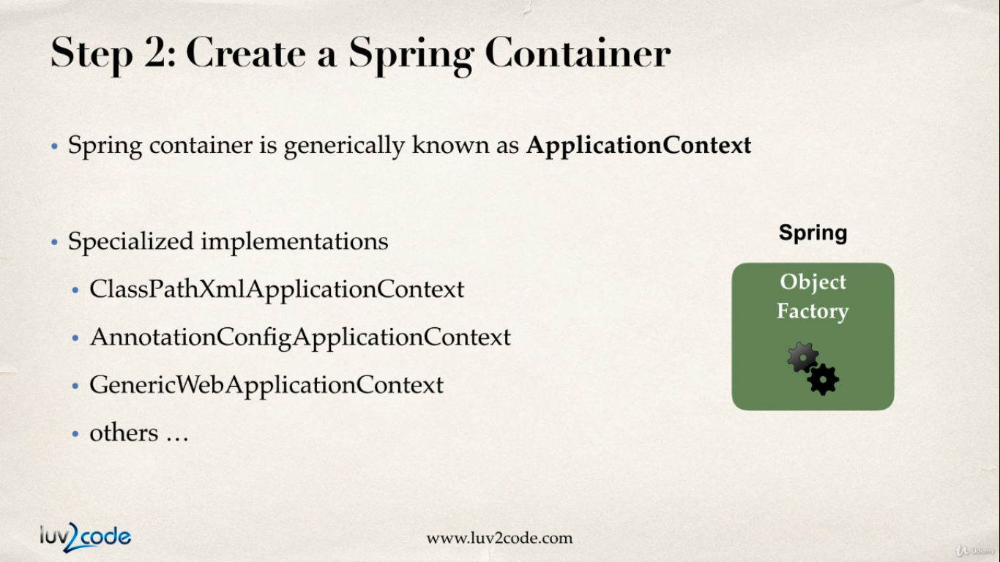 Step 2: Create a Spring Container
• Spring container is generically known as ApplicationContext
• Specialized implementations
• ClassPathXmlApplicationContext
• AnnotationConfigApplicationContext
• GenericWebApplicationContext
• others …
Spring
Object
Factory
luv2code
www.luv2code.com
Udemy